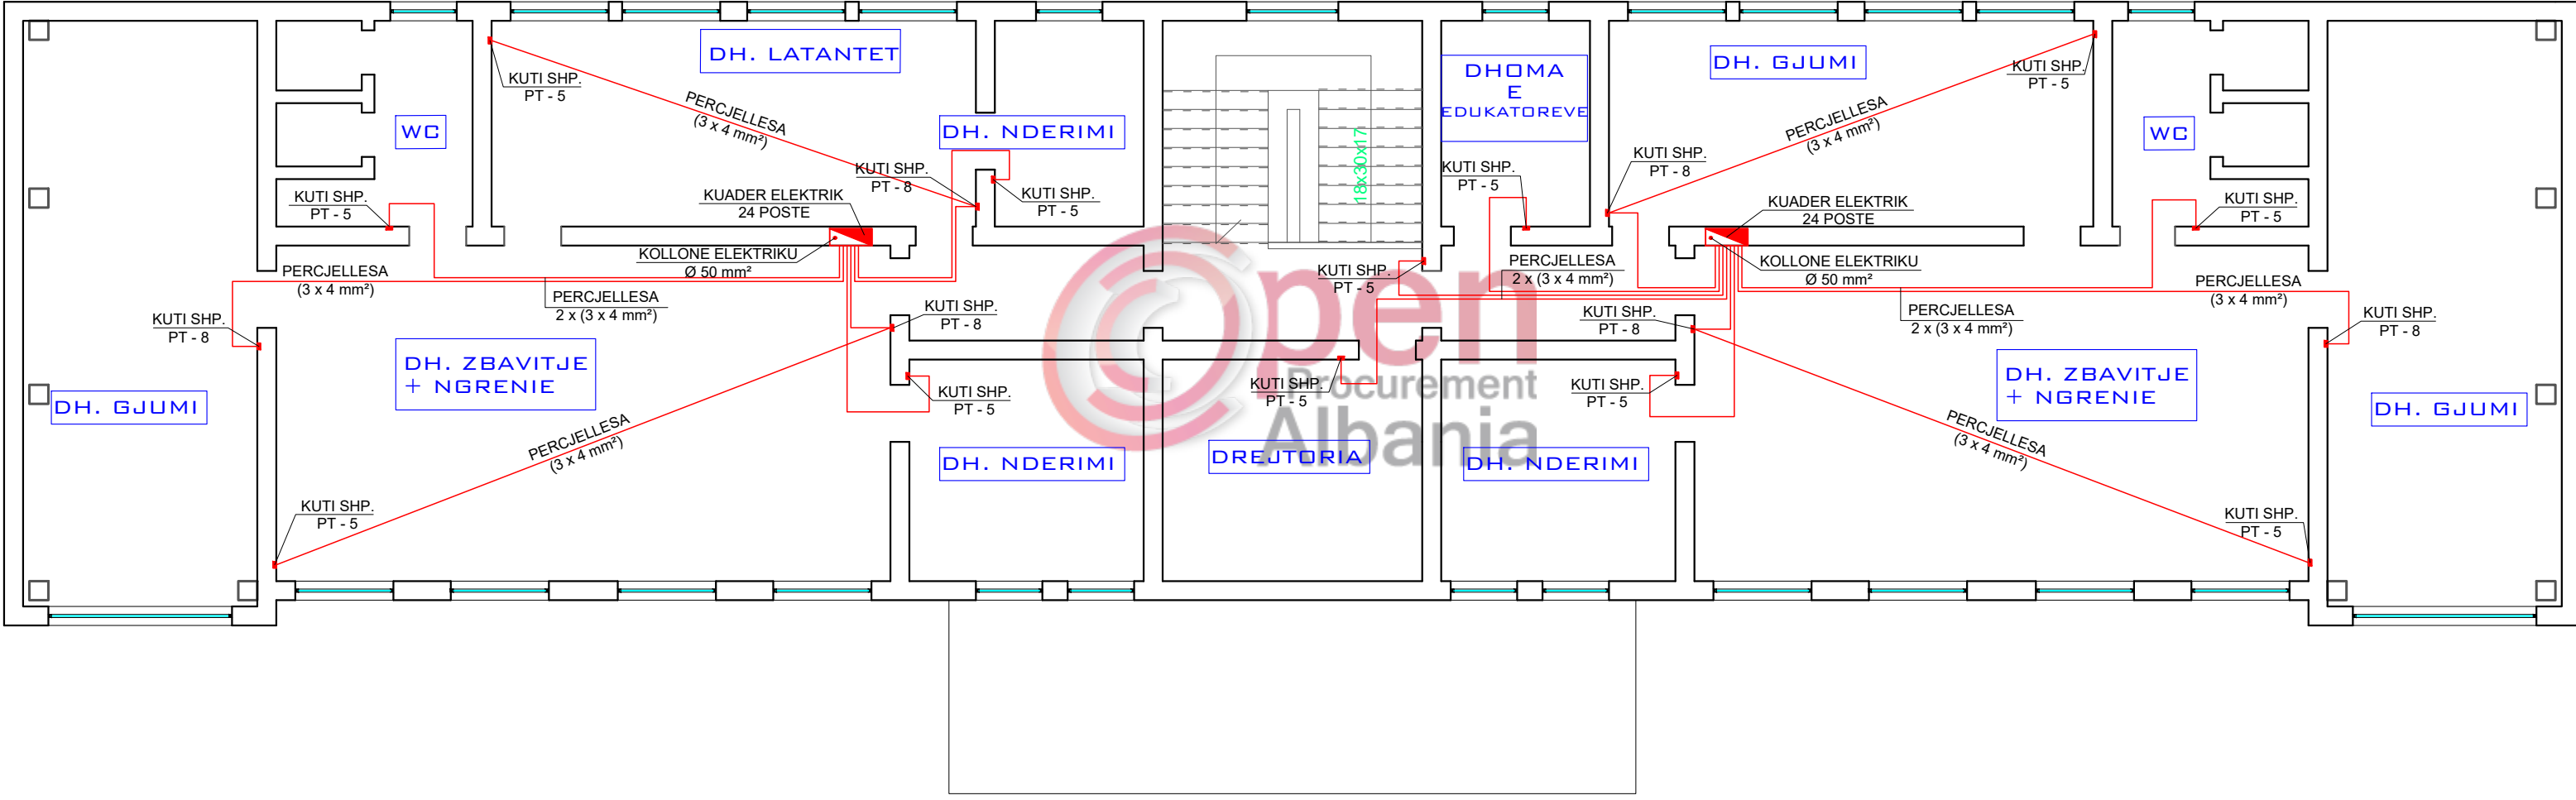 DH. LATANTET
KUTI SHP.
PT - 5
PERCJELLESA
(3 x 4 mm²)
WC
DH. NDERIMI
KUTI SHP.
PT - 8
KUTI SHP.
PT - 5
KUADER ELEKTRIK
24 POSTE
KUTI SHP.
PT - 5
KOLLONE ELEKTRIKU
Ø 50 mm²
PERCJELLESA
(3 x 4 mm²)
PERCJELLESA
2 x (3 x 4 mm²)
KUTI SHP.
PT - 8
KUTI SHP.
PT - 8
DH. ZBAVITJE
+ NGRENIE
DH. GJUMI
KUTI SHP.
PT - 5
PERCJELLESA
(3 x 4 mm²)
DH. NDERIMI
KUTI SHP.
PT - 5
18x30x17
DHOMA
E
EDUKATOREVE
DH. GJUMI
KUTI SHP.
PT - 5
PERCJELLESA
(3 x 4 mm²)
WC
KUTI SHP.
PT - 5
KUTI SHP.
PT - 8
KUADER ELEKTRIK
24 POSTE
KUTI SHP.
PT - 5
KUTI SHP.
PT - 5
PERCJELLESA
2 x (3 x 4 mm²)
KOLLONE ELEKTRIKU
Ø 50 mm²
PERCJELLESA
(3 x 4 mm²)
PERCJELLESA
2 x (3 x 4 mm²)
KUTI SHP.
PT - 8
KUTI SHP.
PT - 8
KUTI SHP.
PT - 5
KUTI SHP.
PT - 5
DH. ZBAVITJE
+ NGRENIE
DH. GJUMI
PERCJELLESA
(3 x 4 mm²)
DREJTORIA
DH. NDERIMI
KUTI SHP.
PT - 5
Open
Procurement
Albania